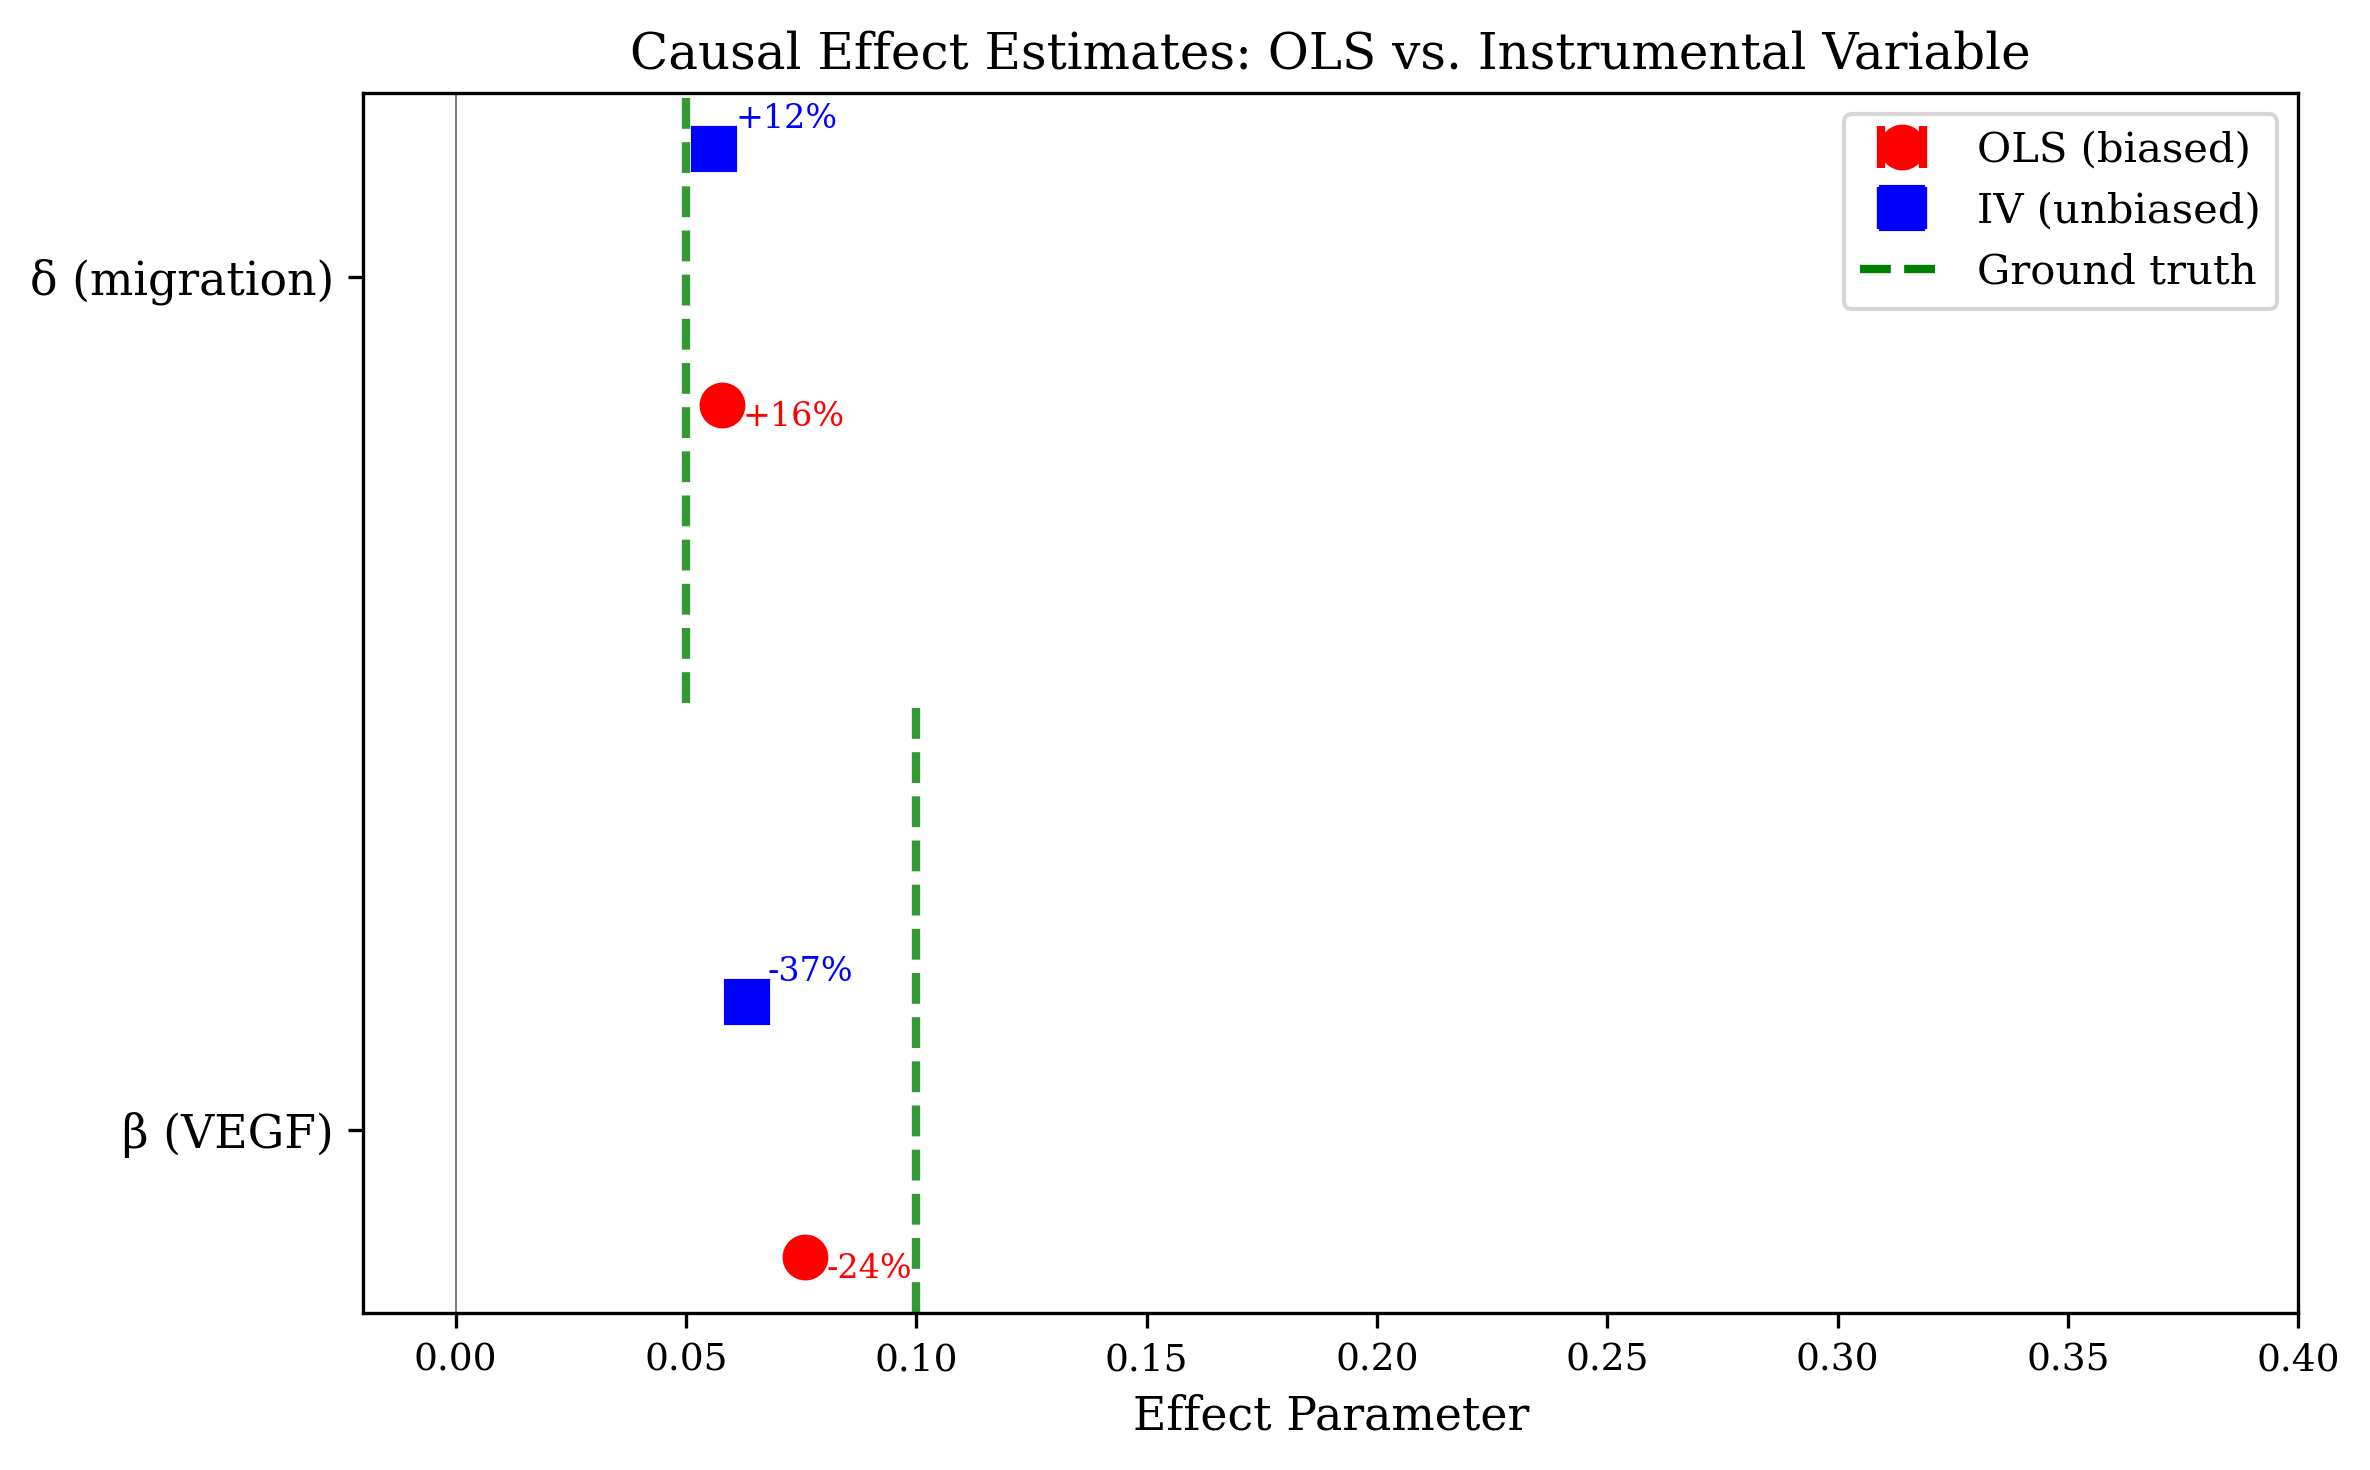 Causal Effect Estimates: OLS vs. Instrumental Variable
+12%
OLS (biased)
IV (unbiased)
Ground truth
δ (migration)
+16%
-37%
β (VEGF)
-24%
0.00 0.05 0.10 0.15 0.20 0.25 0.30 0.35 0.40
Effect Parameter